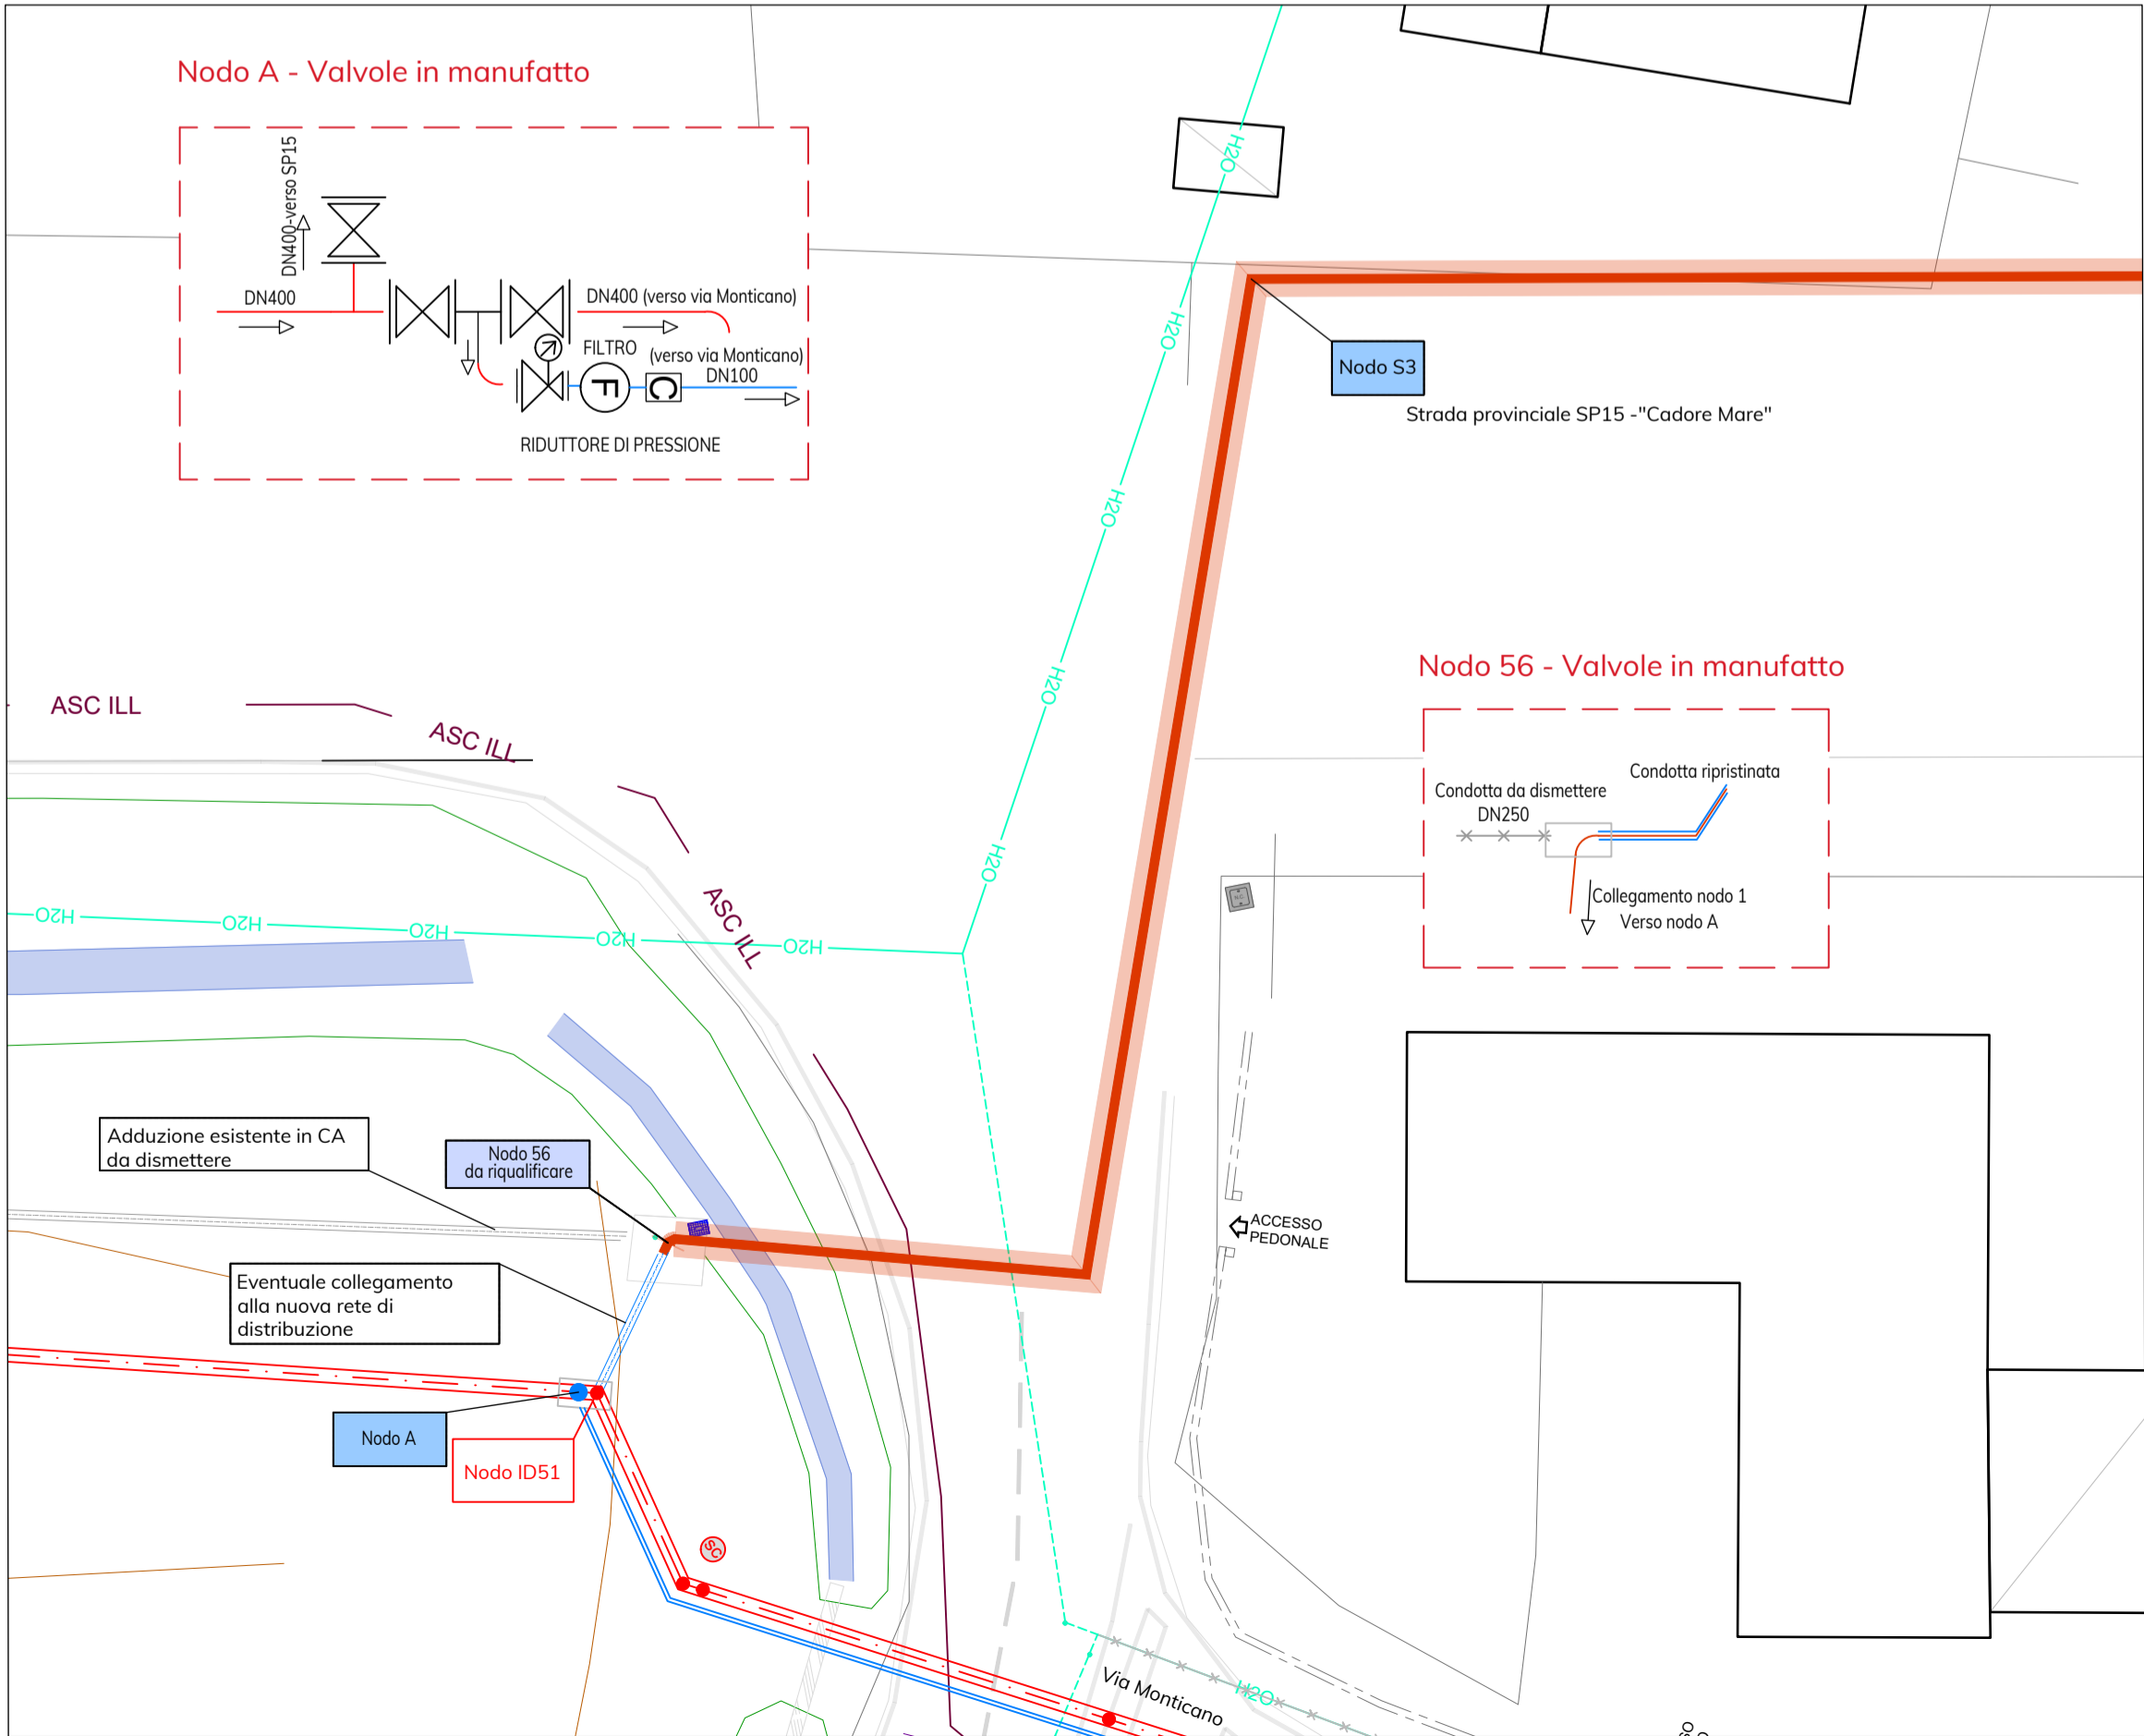 Nodo A - Valvole in manufatto
DN400-verso SP15
DN400
DN400 (verso via Monticano)
FILTRO
(verso via Monticano)
DN100
F
C
RIDUTTORE DI PRESSIONE
H2O
H2O
H2O
H2O
H2O
Nodo S3
Strada provinciale SP15 -"Cadore Mare"
Nodo 56 - Valvole in manufatto
Condotta ripristinata
Condotta da dismettere
DN250
Collegamento nodo 1
Verso nodo A
ASC ILL
ASC ILL
ASC ILL
H2O
H2O
H2O
H2O
H2O
Adduzione esistente in CA
da dismettere
Nodo 56
da riqualificare
ACCESSO
PEDONALE
Eventuale collegamento
alla nuova rete di
distribuzione
Nodo A
Nodo ID51
SC
Via Monticano
H2O